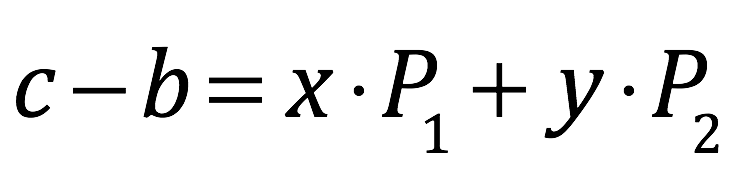 c − b = x · P₁ + y · P₂